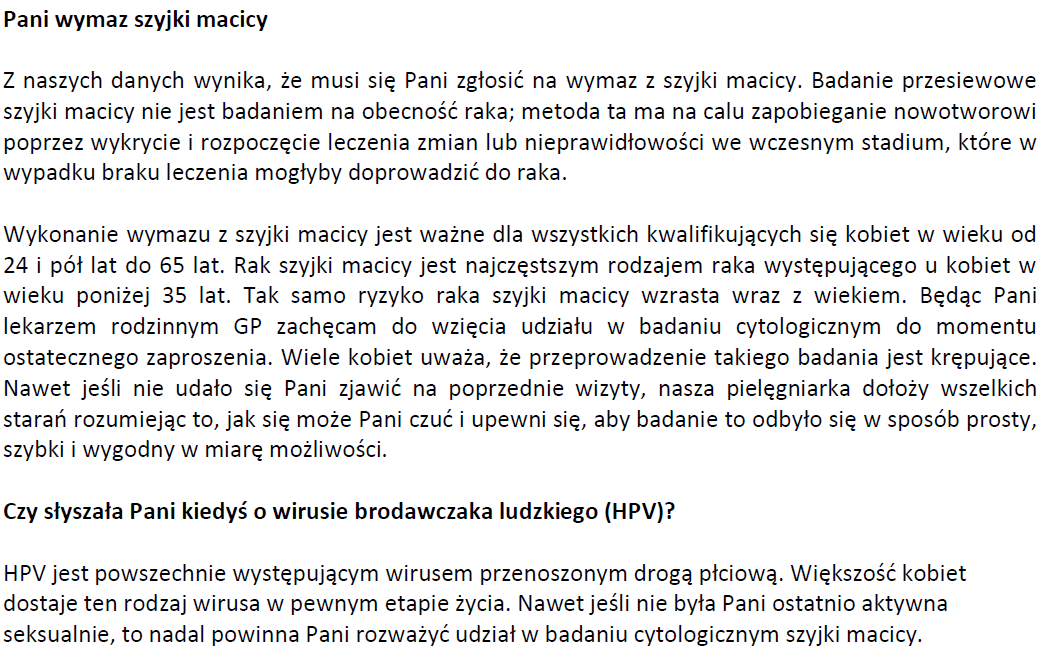 Pani wymaz szyjki macicy
Z naszych danych wynika, że musi się Pani zgłosić na wymaz z szyjki macicy. Badanie przesiewowe
szyjki macicy nie jest badaniem na obecność raka; metoda ta ma na calu zapobieganie nowotworowi
poprzez wykrycie i rozpoczęcie leczenia zmian lub nieprawidłowości we wczesnym stadium, które w
wypadku braku leczenia mogłyby doprowadzić do raka.
Wykonanie wymazu z szyjki macicy jest ważne dla wszystkich kwalifikujących się kobiet w wieku od
24 i pół lat do 65 lat. Rak szyjki macicy jest najczęstszym rodzajem raka występującego u kobiet w
wieku poniżej 35 lat. Tak samo ryzyko raka szyjki macicy wzrasta wraz z wiekiem. Będąc Pani
lekarzem rodzinnym GP zachęcam do wzięcia udziału w badaniu cytologicznym do momentu
ostatecznego zaproszenia. Wiele kobiet uważa, że przeprowadzenie takiego badania jest krępujące.
Nawet jeśli nie udało się Pani zjawić na poprzednie wizyty, nasza pielęgniarka dołoży wszelkich
starań rozumiejąc to, jak się może Pani czuć i upewni się, aby badanie to odbyło się w sposób prosty,
szybki i wygodny w miarę możliwości.
Czy słyszała Pani kiedyś o wirusie brodawczaka ludzkiego (HPV)?
HPV jest powszechnie występującym wirusem przenoszonym drogą płciową. Większość kobiet
dostaje ten rodzaj wirusa w pewnym etapie życia. Nawet jeśli nie była Pani ostatnio aktywna
seksualnie, to nadal powinna Pani rozważyć udział w badaniu cytologicznym szyjki macicy.